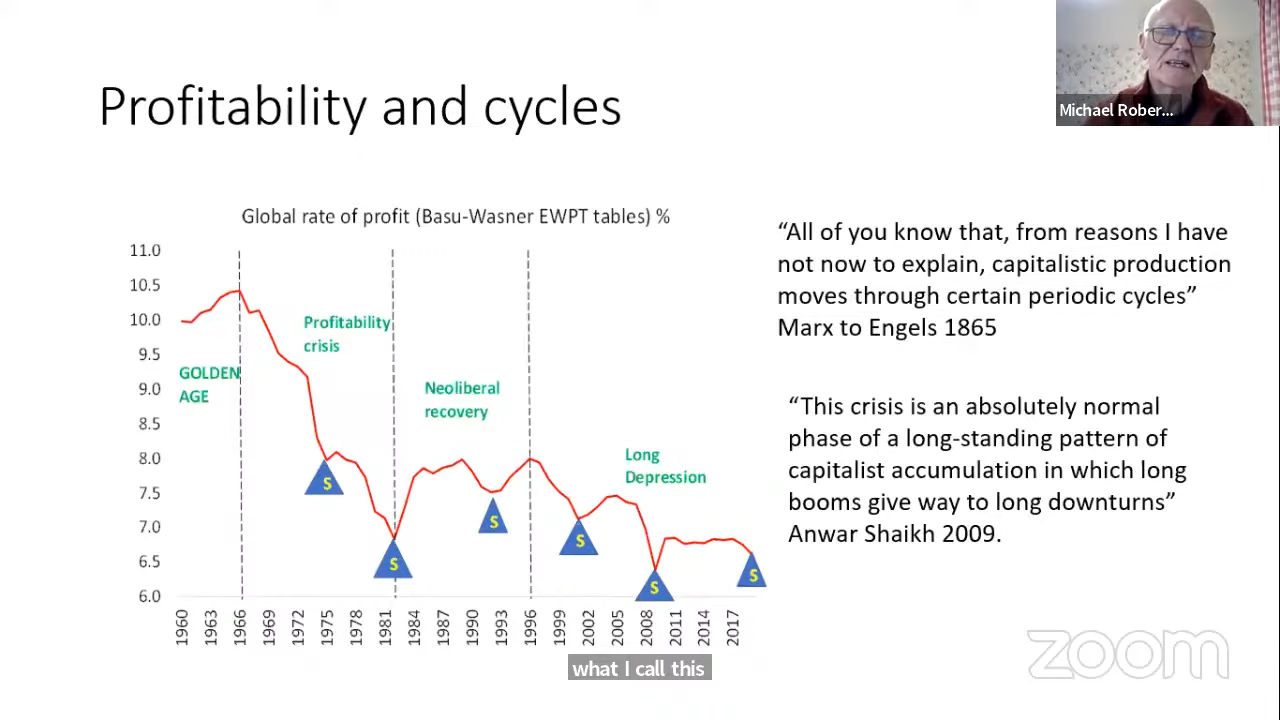 Michael Rober...
Profitability and cycles
Global rate of profit (Basu-Wasner EWPT tables) %
11.0
10.5
10.0
9.5
9.0
8.5
8.0
7.5
7.0
6.5
6.0
GOLDEN
AGE
Profitability
crisis
Neoliberal
recovery
Long
Depression
S
S
S
S
S
S
1960
1963
1966
1969
1972
1975
1978
1981
1984
1987
1990
1993
1996
1999
2002
2005
2008
2011
2014
2017
“All of you know that, from reasons I have
not now to explain, capitalistic production
moves through certain periodic cycles”
Marx to Engels 1865
“This crisis is an absolutely normal
phase of a long-standing pattern of
capitalist accumulation in which long
booms give way to long downturns”
Anwar Shaikh 2009.
what I call this
zoom